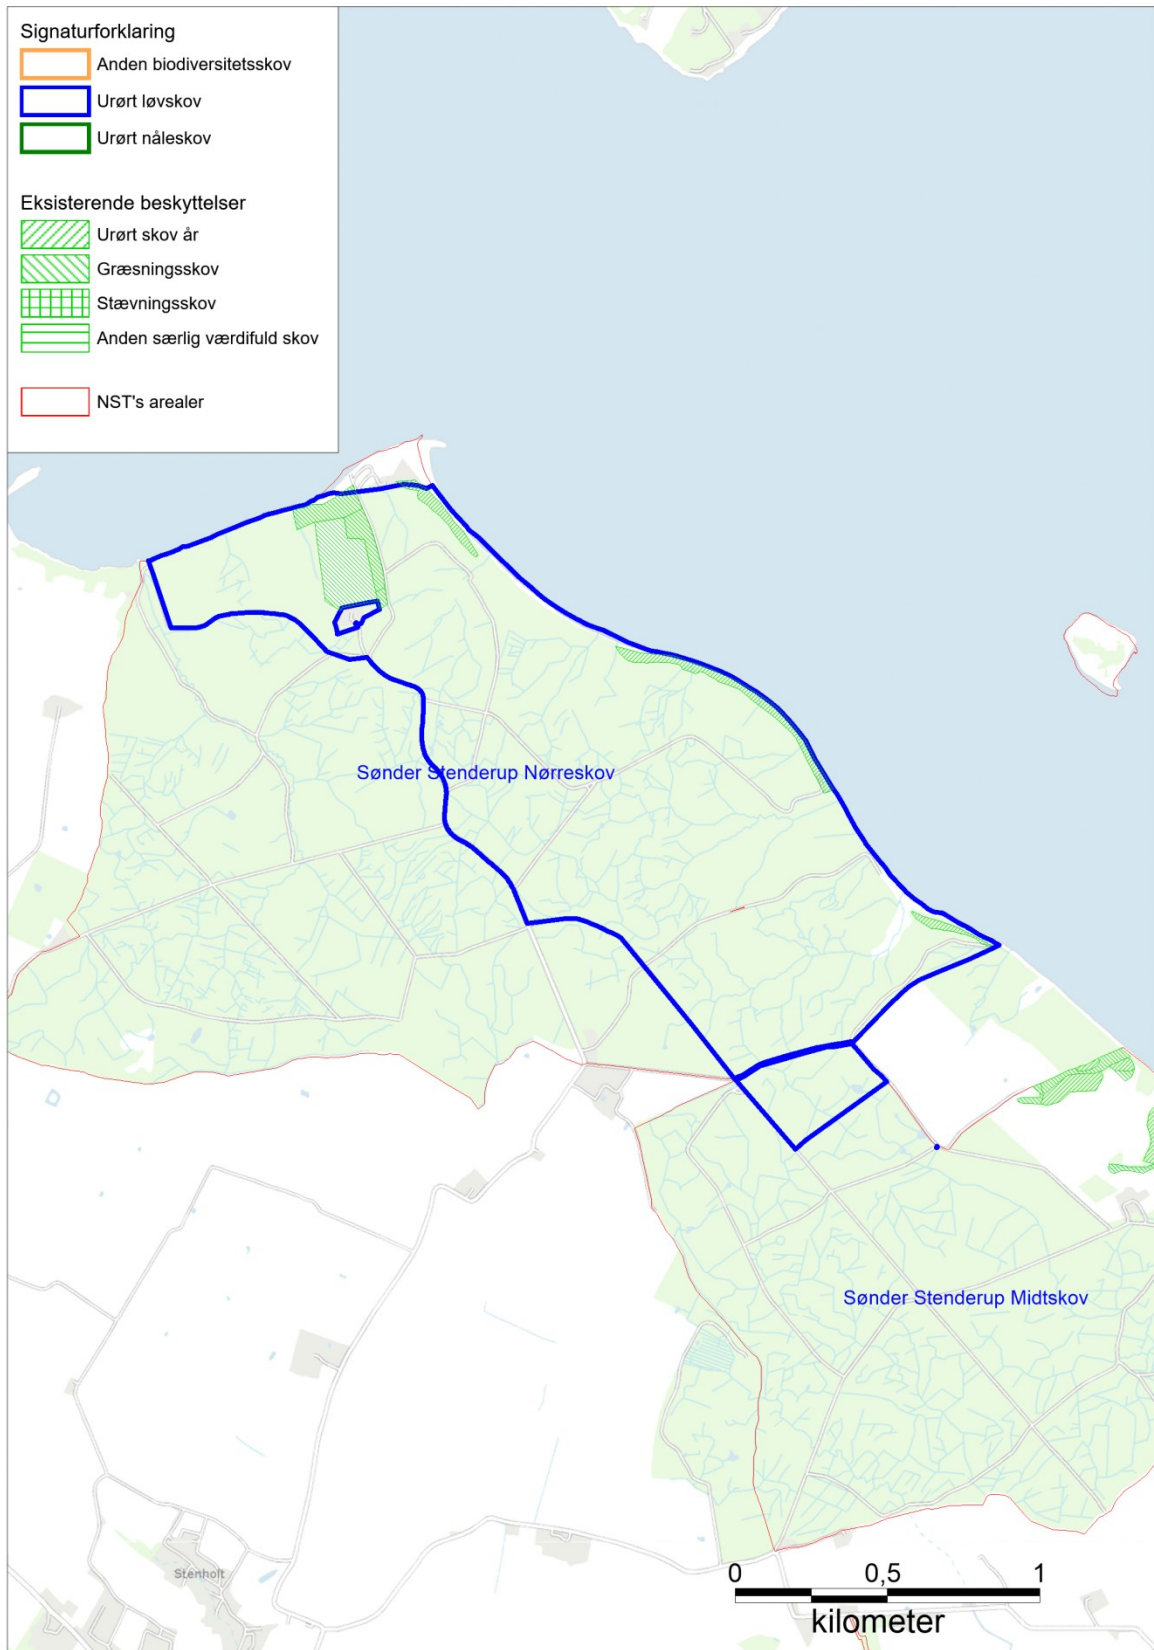 Signaturforklaring
Anden biodiversitetsskov
Urørt løvskov
Urørt nåleskov
Eksisterende beskyttelser
Urørt skov år
Græsningsskov
Stævningsskov
Anden særlig værdifuld skov
NST's arealer
Sønder Stenderup Nørreskov
Sønder Stenderup Midtskov
Stenholt
0 0,5 1
kilometer